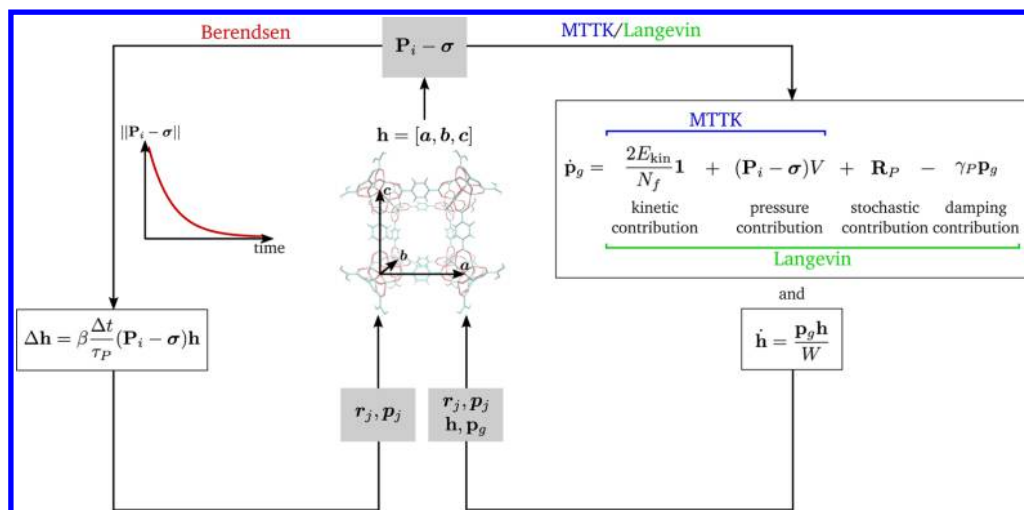 Berendsen
P_i − σ
MTTK/Langevin
||P_i − σ||
time
h = [a, b, c]
c
b
a
MTTK
ṗ_g = 2E_kin/N_f 1 + (P_i − σ)V + R_P − γ_P p_g
kinetic contribution
pressure contribution
stochastic contribution
damping contribution
Langevin
and
Δh = β Δt/τ_P (P_i − σ)h
ḣ = p_g h/W
r_j, p_j
r_j, p_j
h, p_g